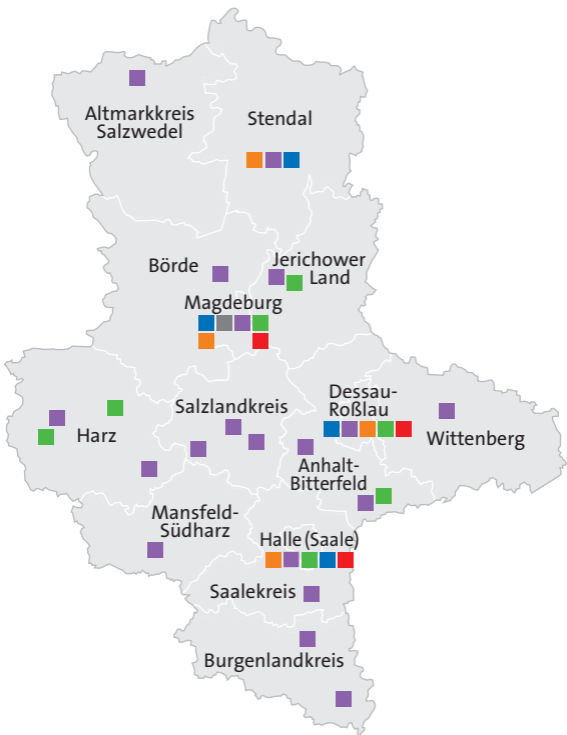 Altmarkkreis
Salzwedel
Stendal
Börde
Jerichower
Land
Magdeburg
Harz
Salzlandkreis
Dessau-
Roßlau
Wittenberg
Anhalt-
Bitterfeld
Mansfeld-
Südharz
Halle (Saale)
Saalekreis
Burgenlandkreis